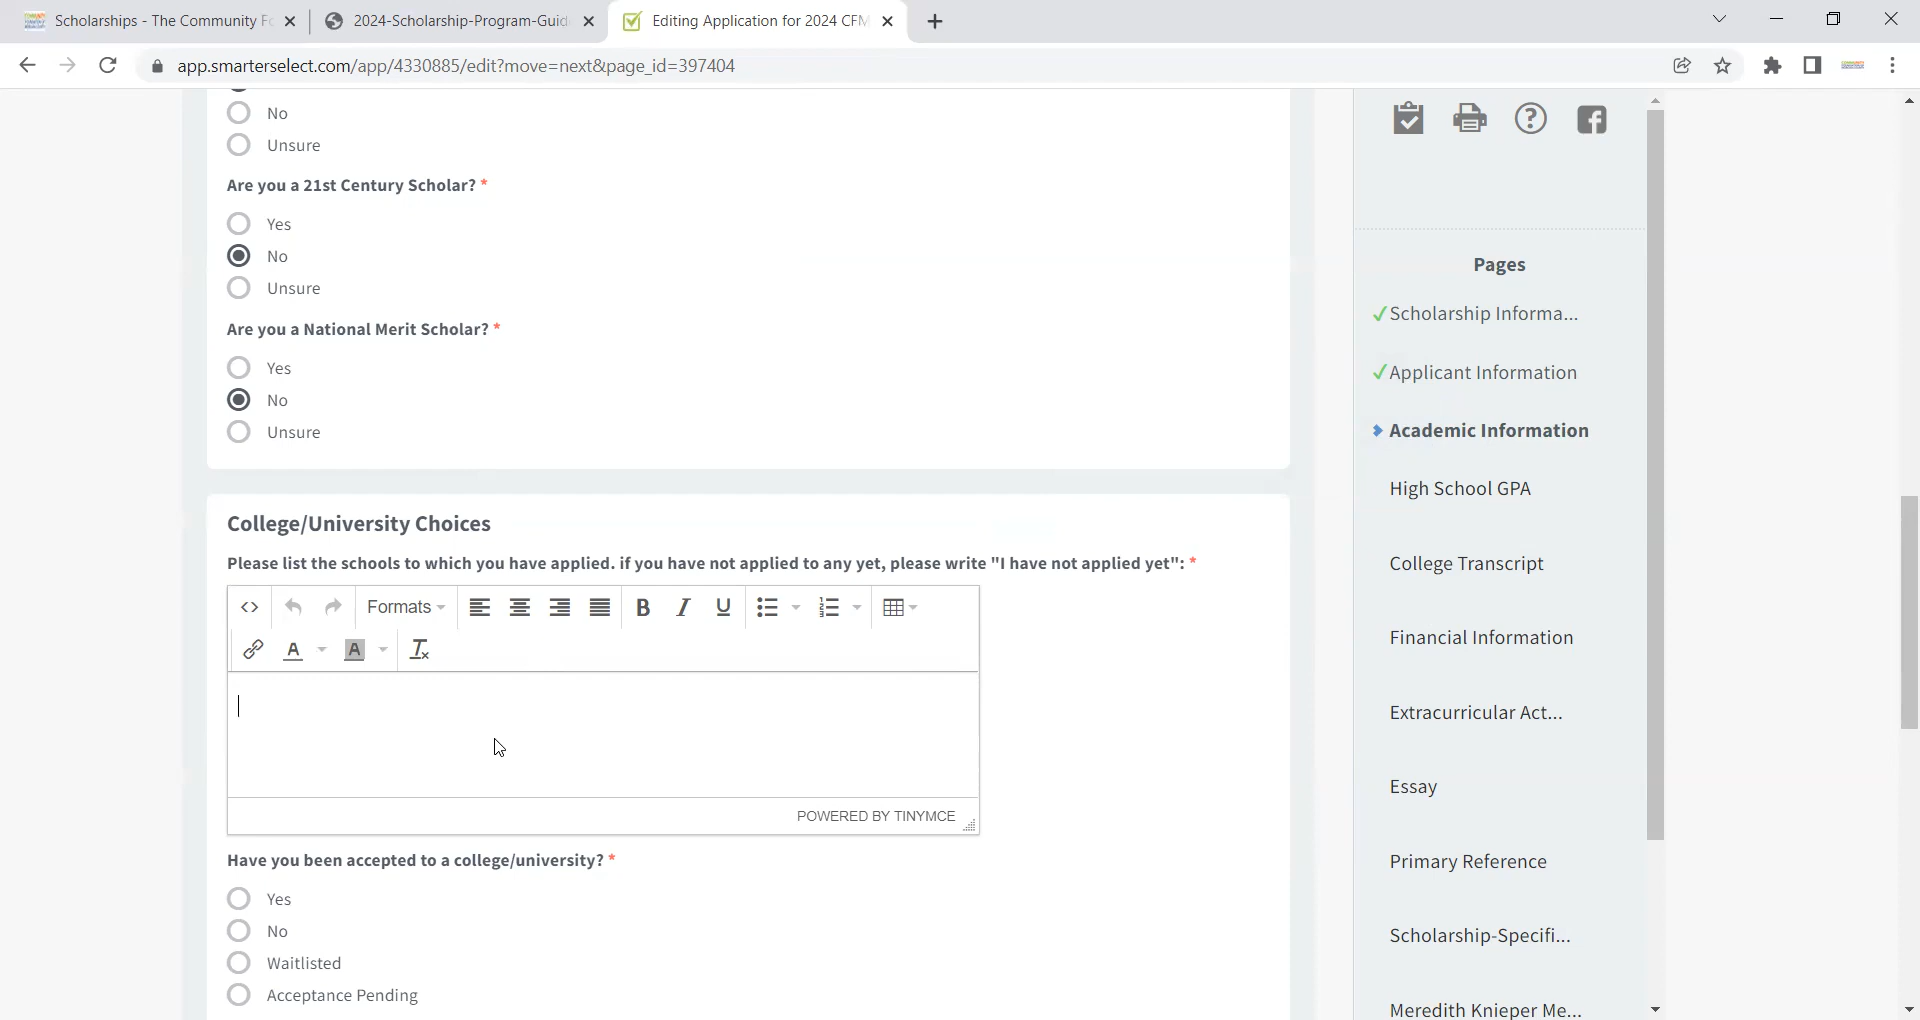 Scholarships - The Community Fo
2024-Scholarship-Program-Guid
Editing Application for 2024 CFM
app.smarterselect.com/app/4330885/edit?move=next&page_id=397404
No
Unsure
Are you a 21st Century Scholar? *
Yes
No
Unsure
Are you a National Merit Scholar? *
Yes
No
Unsure
College/University Choices
Please list the schools to which you have applied. if you have not applied to any yet, please write "I have not applied yet": *
Formats
B I U
A A
POWERED BY TINYMCE
Have you been accepted to a college/university? *
Yes
No
Waitlisted
Acceptance Pending
Pages
Scholarship Informa...
Applicant Information
Academic Information
High School GPA
College Transcript
Financial Information
Extracurricular Act...
Essay
Primary Reference
Scholarship-Specifi...
Meredith Knieper Me...